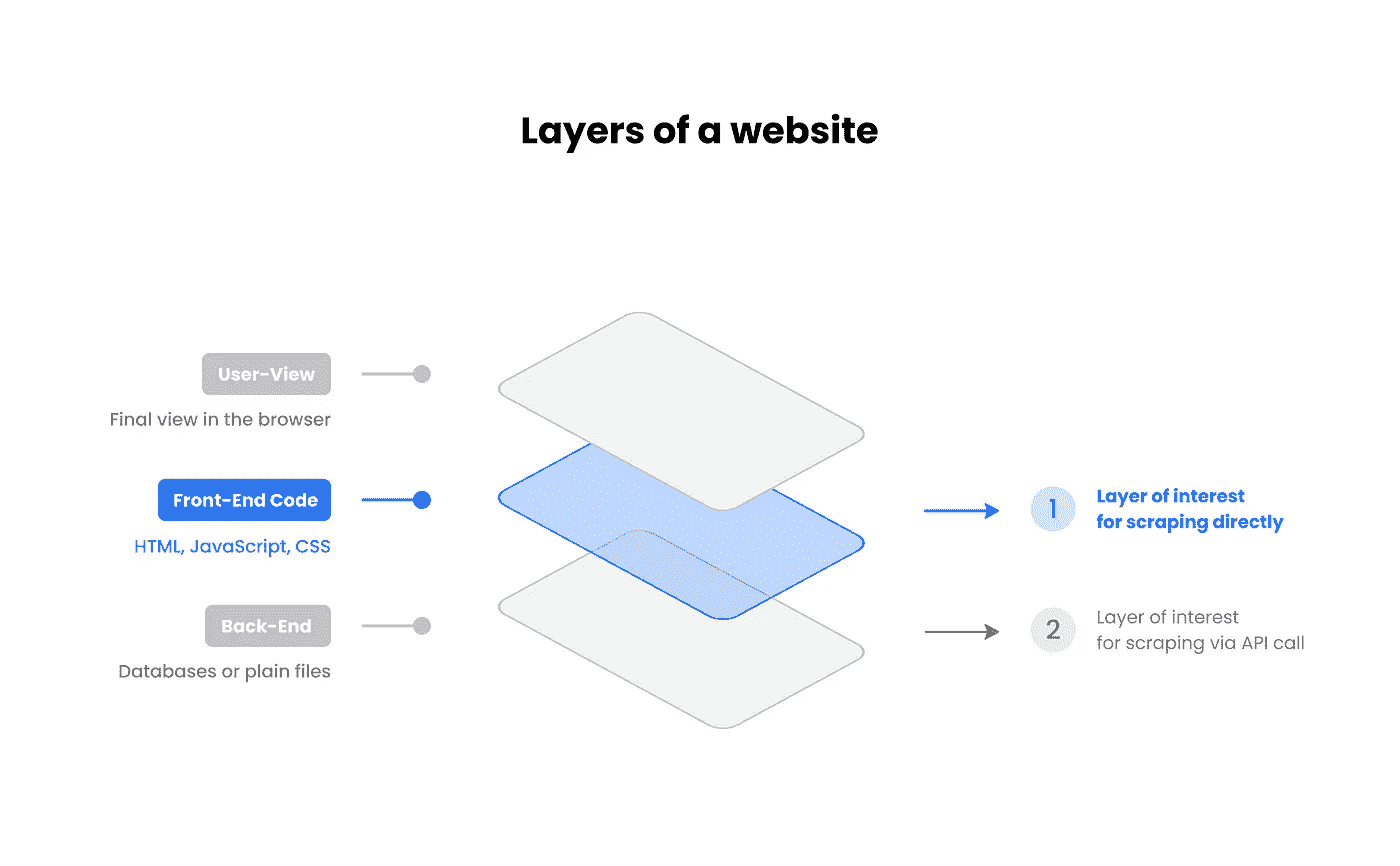 Layers of a website
User-View
Final view in the browser
Front-End Code
HTML, JavaScript, CSS
Back-End
Databases or plain files
1
Layer of interest
for scraping directly
2
Layer of interest
for scraping via API call